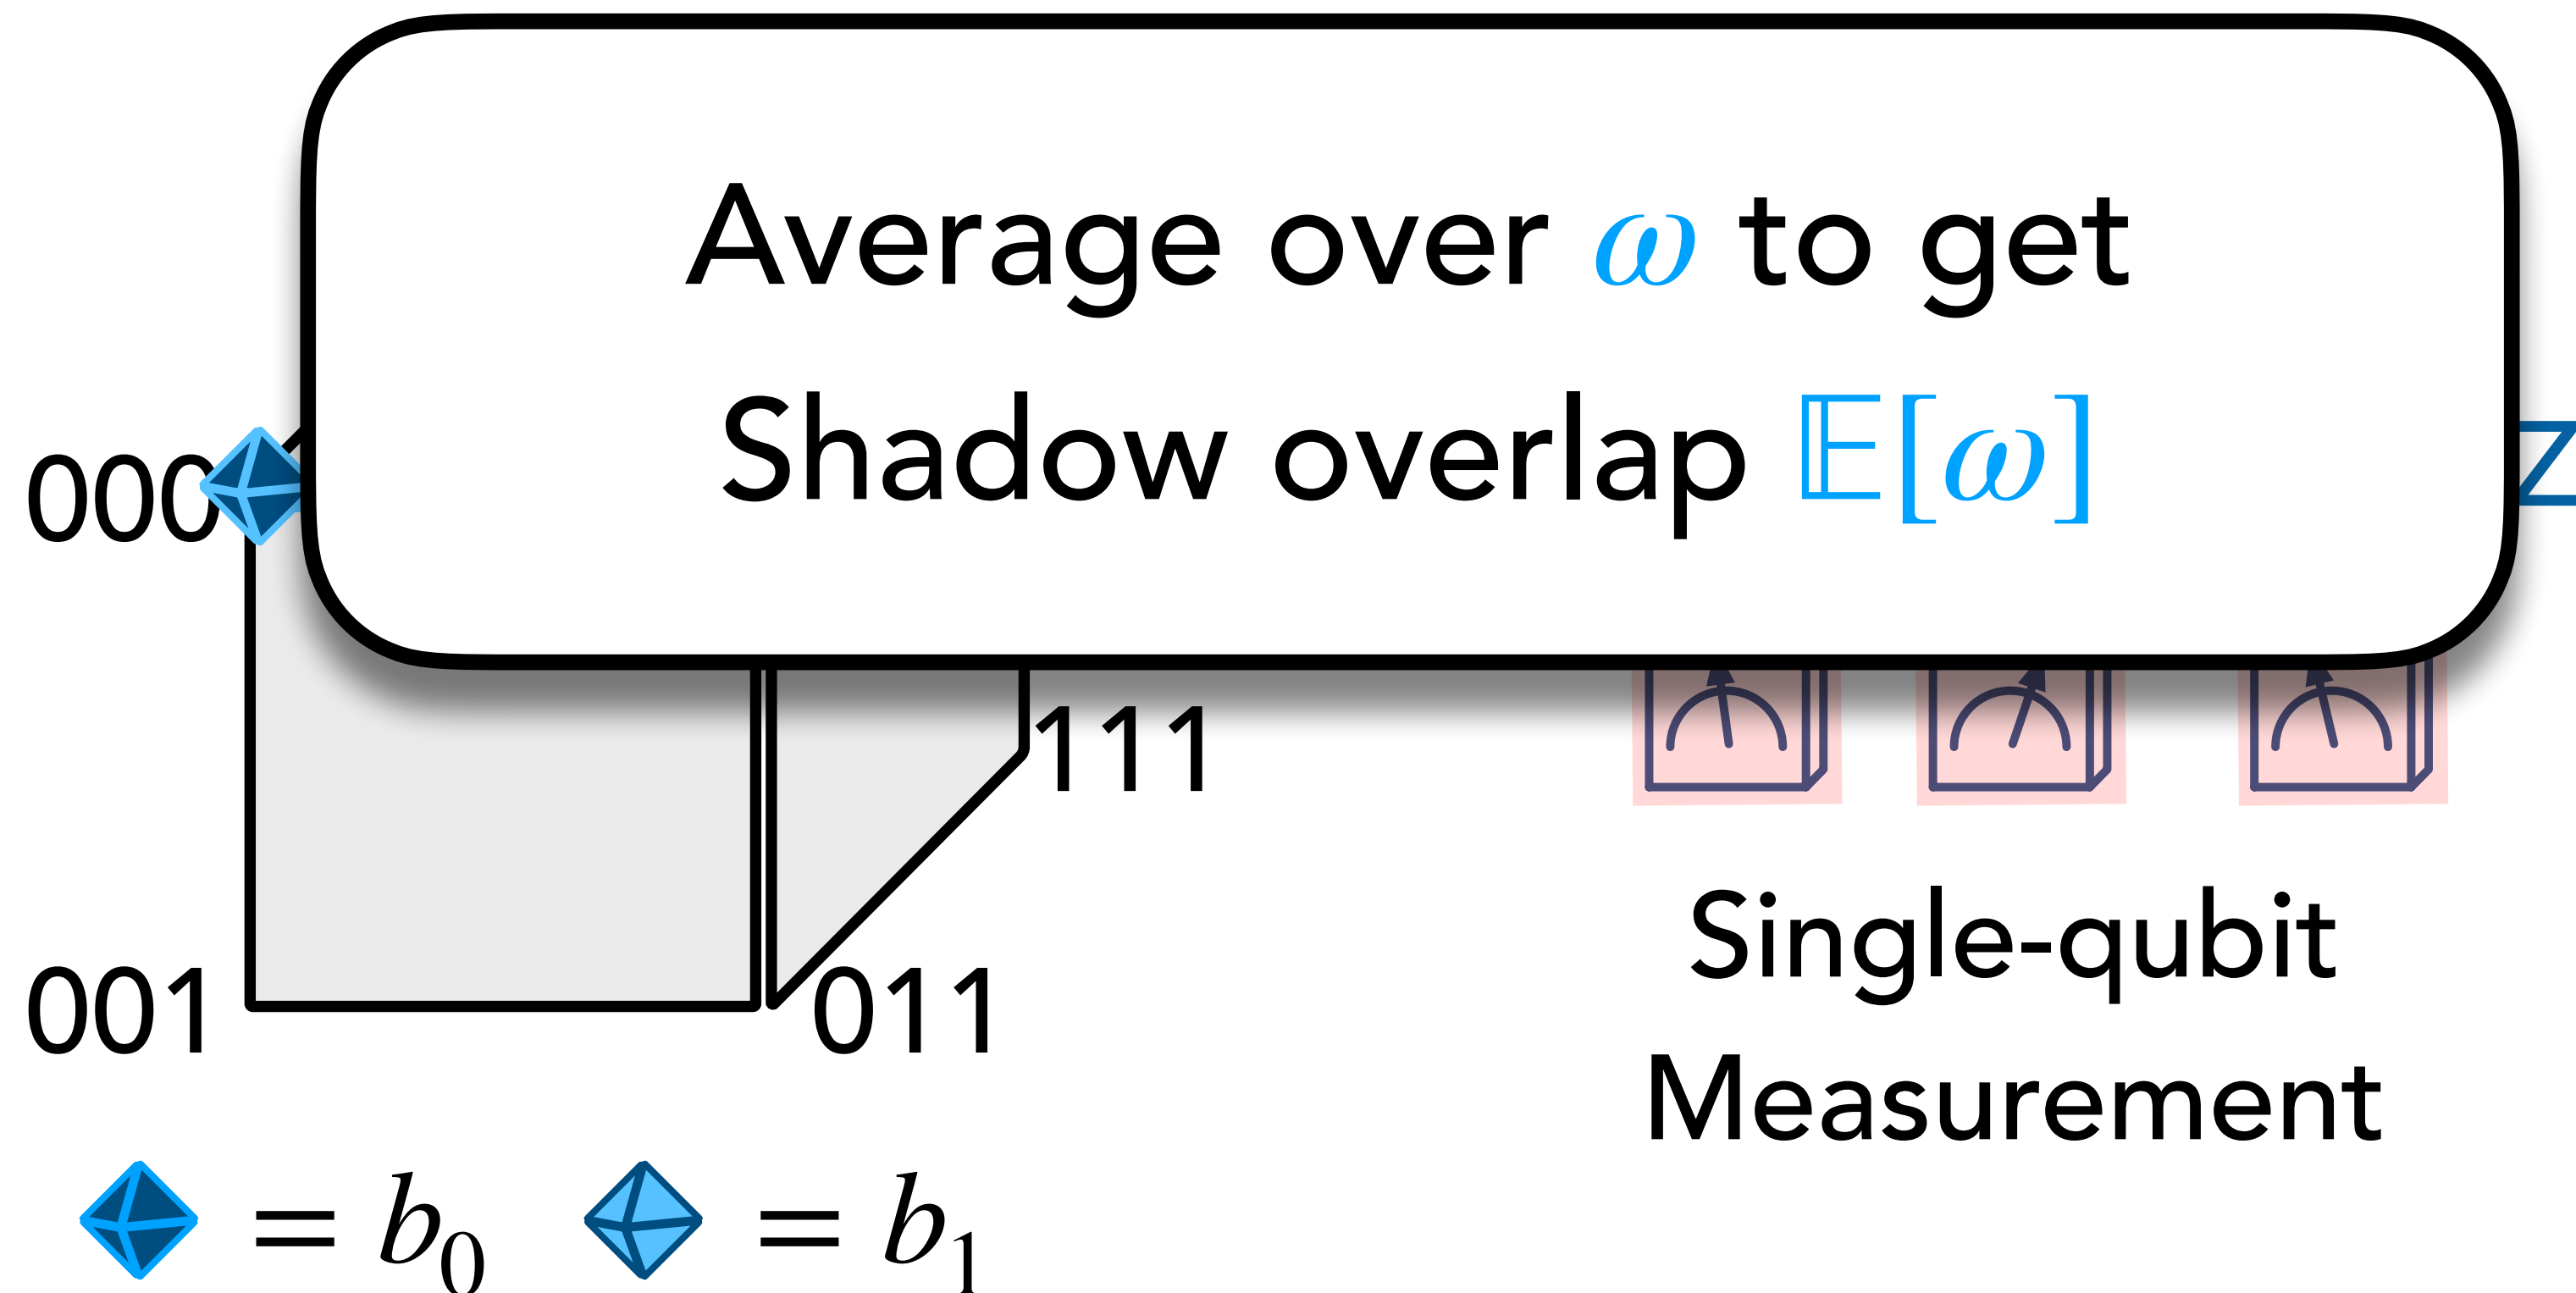 Average over ω to get
Shadow overlap 𝔼[ω]
000
Z
111
001
011
Single-qubit
Measurement
= b₀
= b₁